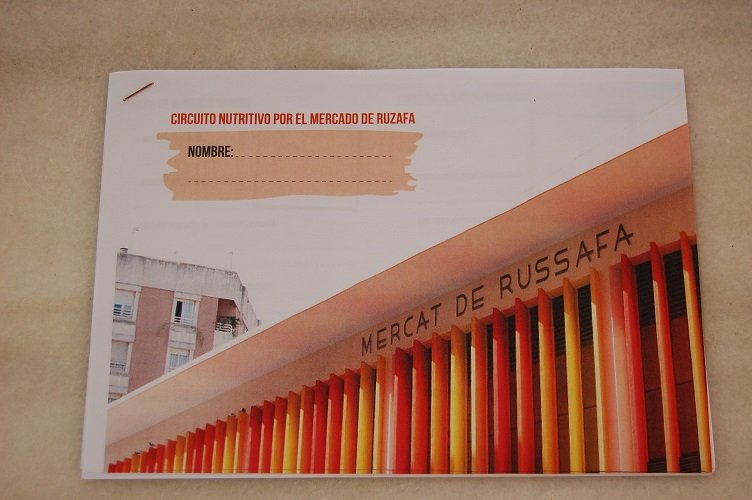 CIRCUITO NUTRITIVO POR EL MERCADO DE RUZAFA
NOMBRE:
MERCAT DE RUSSAFA